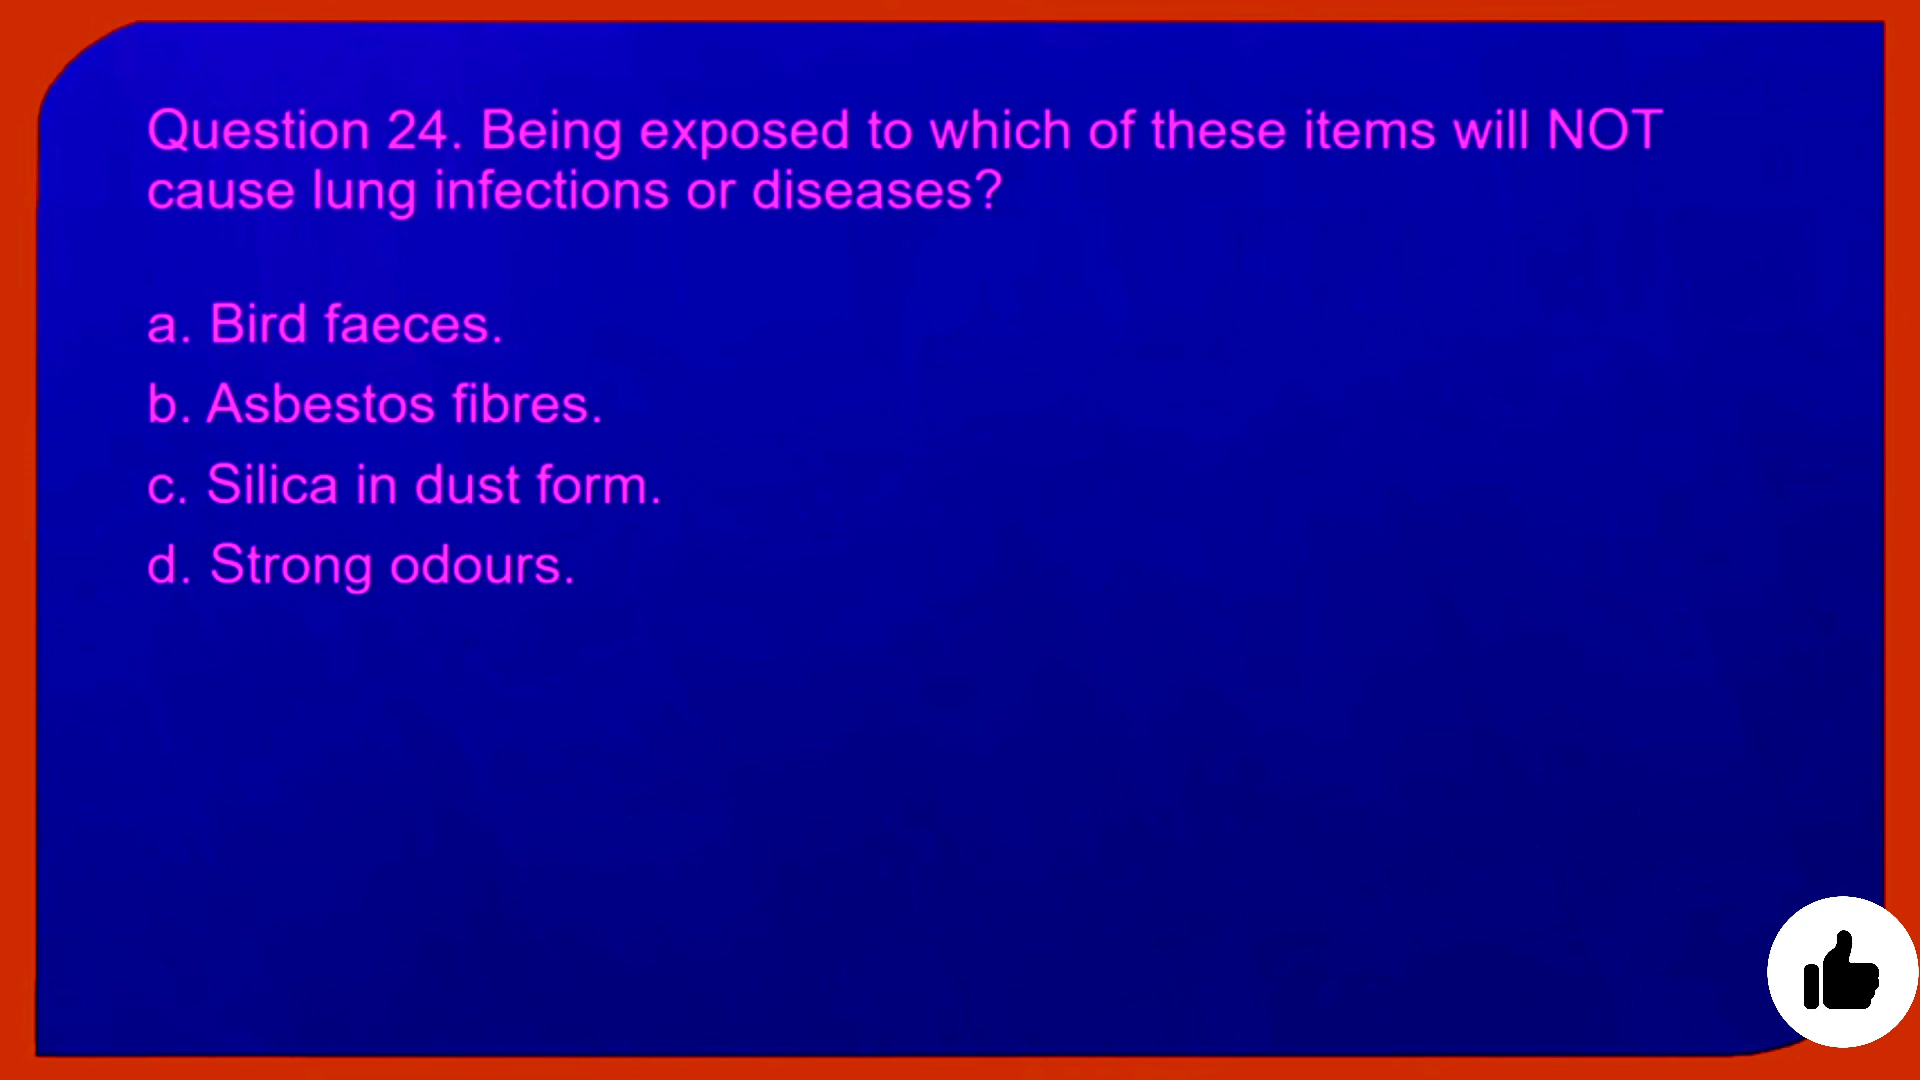 Question 24. Being exposed to which of these items will NOT
cause lung infections or diseases?
a. Bird faeces.
b. Asbestos fibres.
c. Silica in dust form.
d. Strong odours.